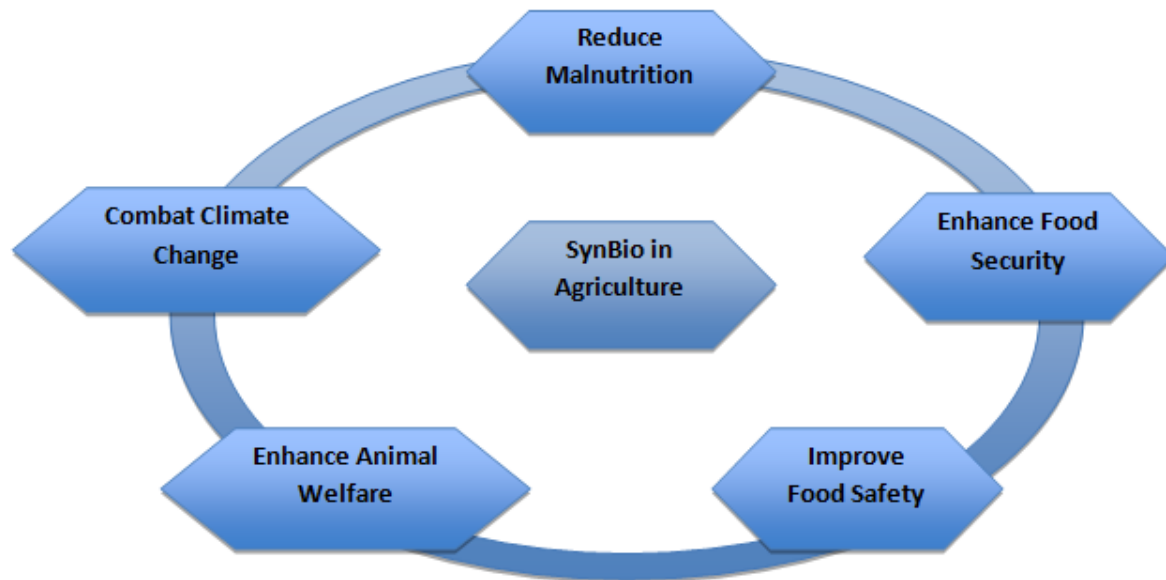 Reduce
Malnutrition
Combat Climate
Change
Enhance Food
Security
SynBio in
Agriculture
Enhance Animal
Welfare
Improve
Food Safety